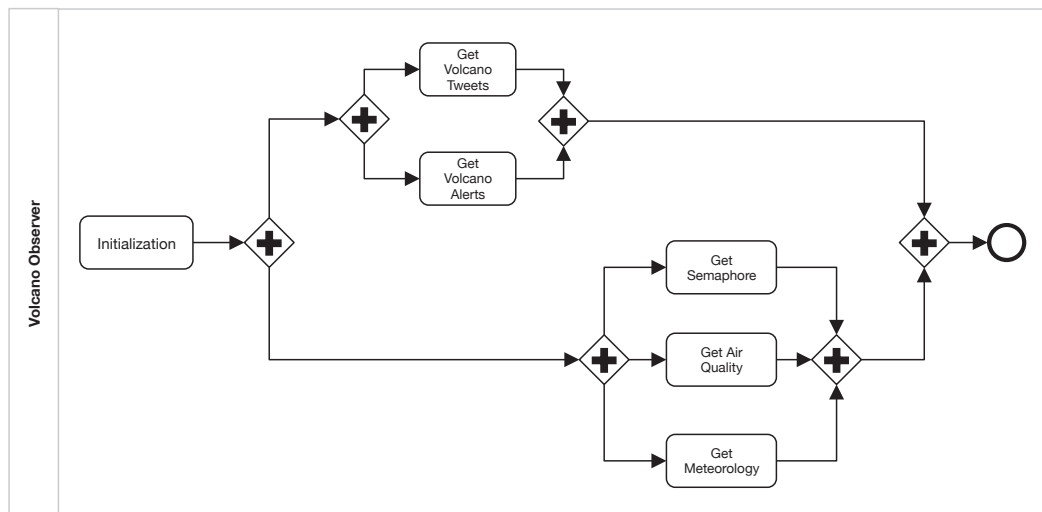 Volcano Observer
Initialization
Get
Volcano
Tweets
Get
Volcano
Alerts
Get
Semaphore
Get Air
Quality
Get
Meteorology